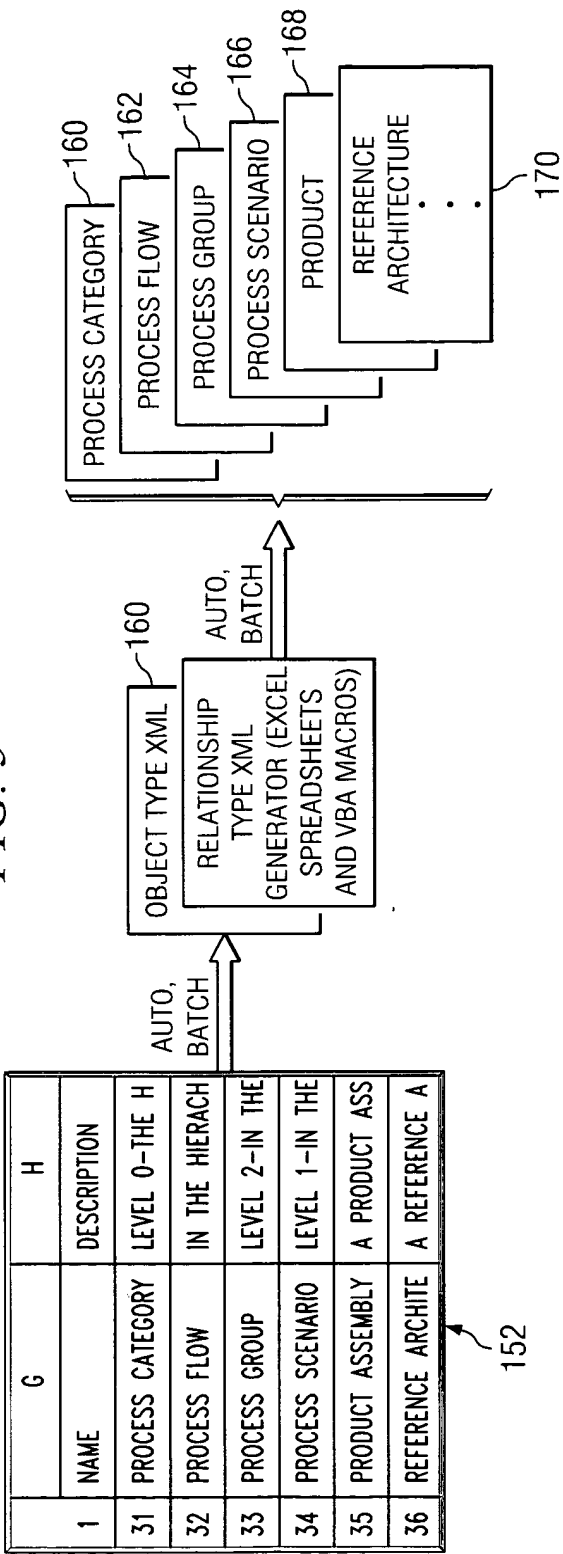 FIG. 9
G
H
1
NAME
DESCRIPTION
31
PROCESS CATEGORY
LEVEL 0-THE H
32
PROCESS FLOW
IN THE HIERACH
33
PROCESS GROUP
LEVEL 2-IN THE
34
PROCESS SCENARIO
LEVEL 1-IN THE
35
PRODUCT ASSEMBLY
A PRODUCT ASS
36
REFERENCE ARCHITE
A REFERENCE A
152
AUTO,
BATCH
OBJECT TYPE XML
160
RELATIONSHIP
TYPE XML
GENERATOR (EXCEL
SPREADSHEETS
AND VBA MACROS)
AUTO,
BATCH
PROCESS CATEGORY
160
PROCESS FLOW
162
PROCESS GROUP
164
PROCESS SCENARIO
166
PRODUCT
168
REFERENCE
ARCHITECTURE
170